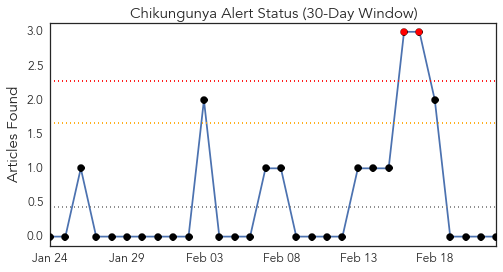 Chikungunya Alert Status (30-Day Window)
Articles Found
3.0
2.5
2.0
1.5
1.0
0.5
0.0
Jan 24 Jan 29 Feb 03 Feb 08 Feb 13 Feb 18